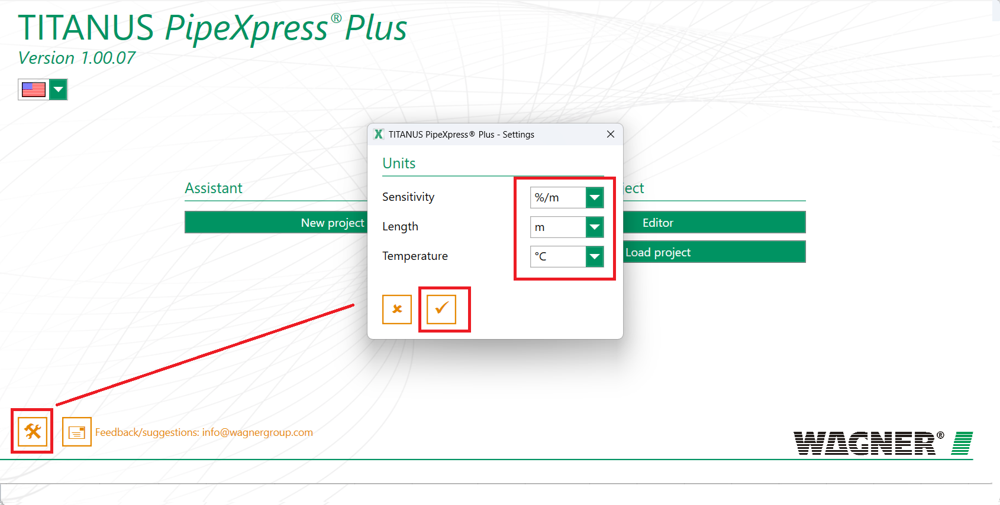 TITANUS PipeXpress® Plus
Version 1.00.07
TITANUS PipeXpress® Plus - Settings
Units
Sensitivity %/m
Length m
Temperature °C
Assistant
New project
ject
Editor
Load project
Feedback/suggestions: info@wagnergroup.com
WAGNER®